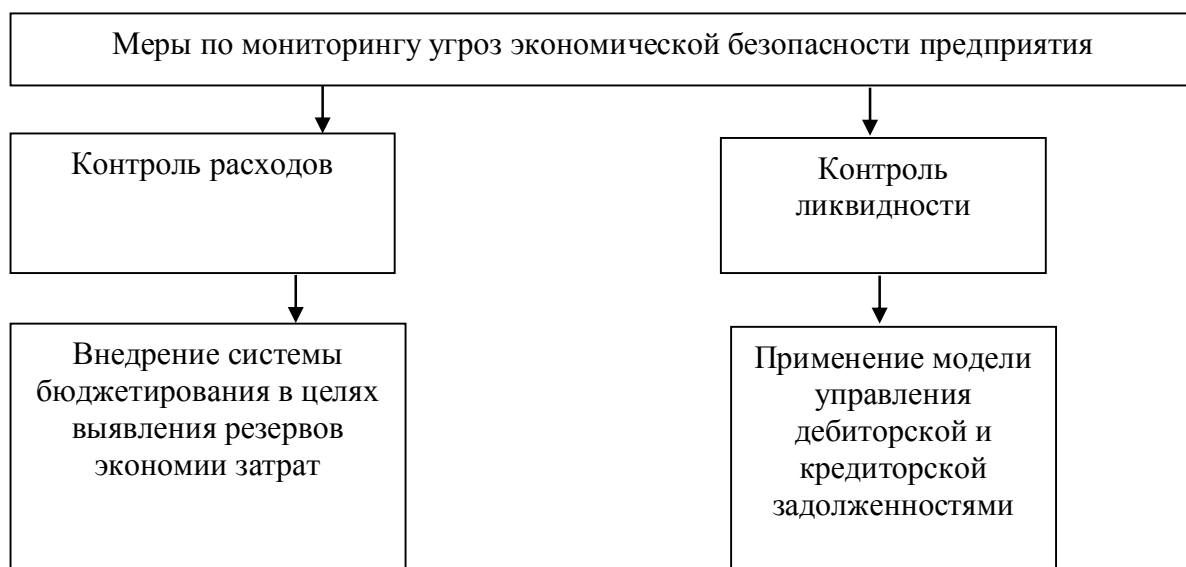 Меры по мониторингу угроз экономической безопасности предприятия
Контроль расходов
Контроль
ликвидности
Внедрение системы
бюджетирования в целях
выявления резервов
экономии затрат
Применение модели
управления
дебиторской и
кредиторской
задолженностями